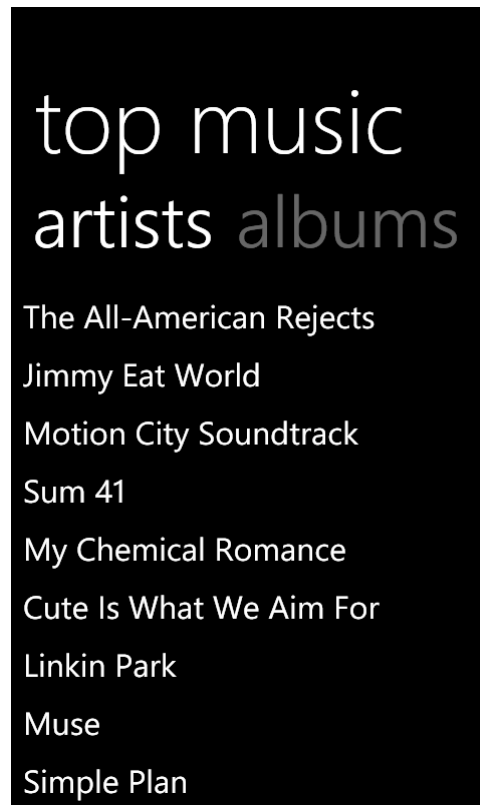 top music
artists albums
The All-American Rejects
Jimmy Eat World
Motion City Soundtrack
Sum 41
My Chemical Romance
Cute Is What We Aim For
Linkin Park
Muse
Simple Plan